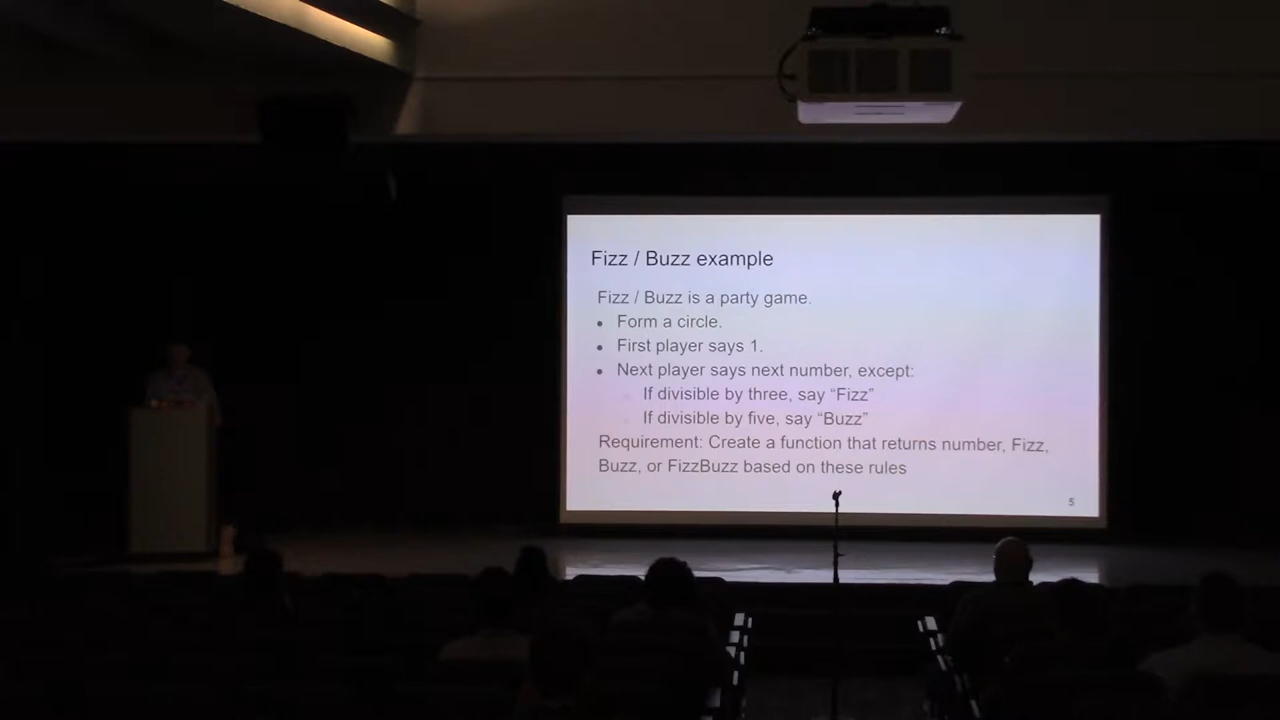 Fizz / Buzz example
Fizz / Buzz is a party game.
• Form a circle.
• First player says 1.
• Next player says next number, except:
If divisible by three, say “Fizz”
If divisible by five, say “Buzz”
Requirement: Create a function that returns number, Fizz,
Buzz, or FizzBuzz based on these rules
5